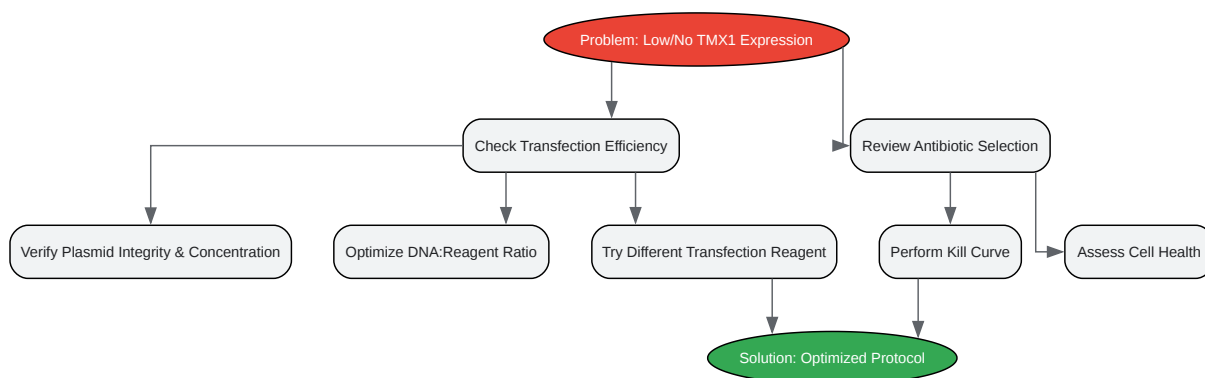 Problem: Low/No TMX1 Expression
Check Transfection Efficiency
Review Antibiotic Selection
Verify Plasmid Integrity & Concentration
Optimize DNA:Reagent Ratio
Try Different Transfection Reagent
Perform Kill Curve
Assess Cell Health
Solution: Optimized Protocol